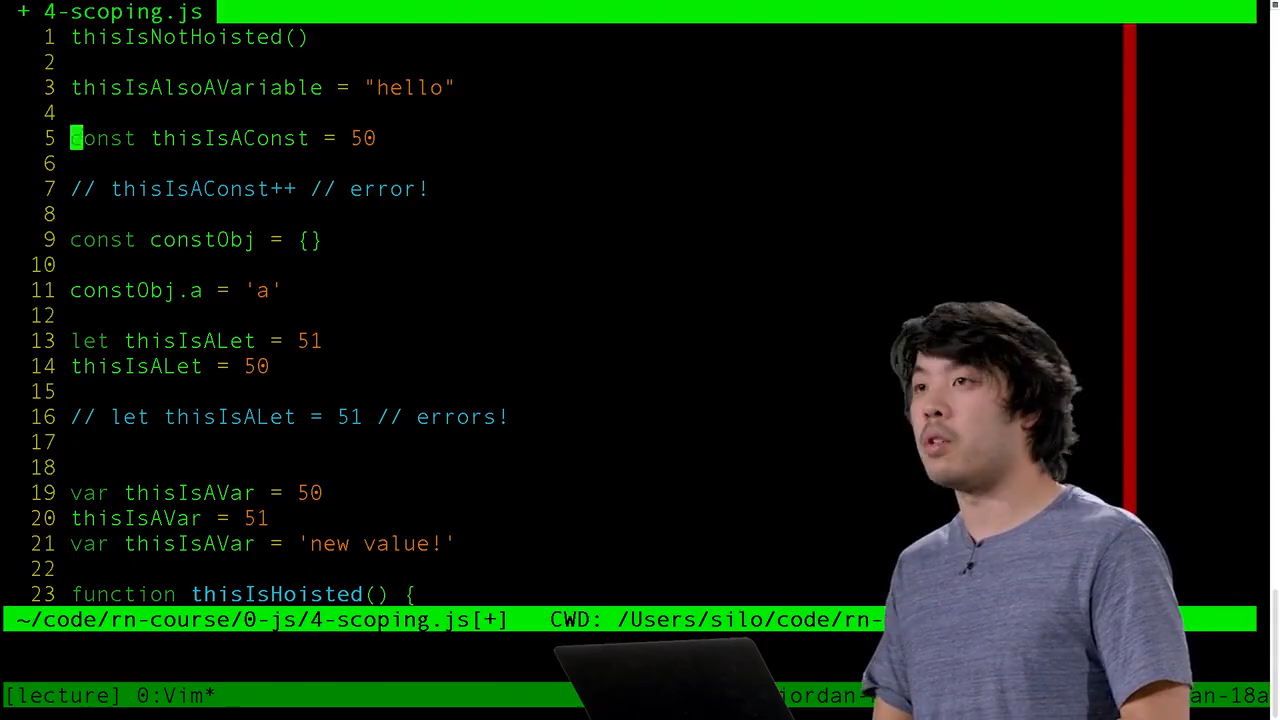 + 4-scoping.js
1 thisIsNotHoisted()
2
3 thisIsAlsoAVariable = "hello"
4
5 const thisIsAConst = 50
6
7 // thisIsAConst++ // error!
8
9 const constObj = {}
10
11 constObj.a = 'a'
12
13 let thisIsALet = 51
14 thisIsALet = 50
15
16 // let thisIsALet = 51 // errors!
17
18
19 var thisIsAVar = 50
20 thisIsAVar = 51
21 var thisIsAVar = 'new value!'
22
23 function thisIsHoisted() {
~/code/rn-course/0-js/4-scoping.js[+] CWD: /Users/silo/code/rn-
[lecture] 0:Vim* jordan- an-18a